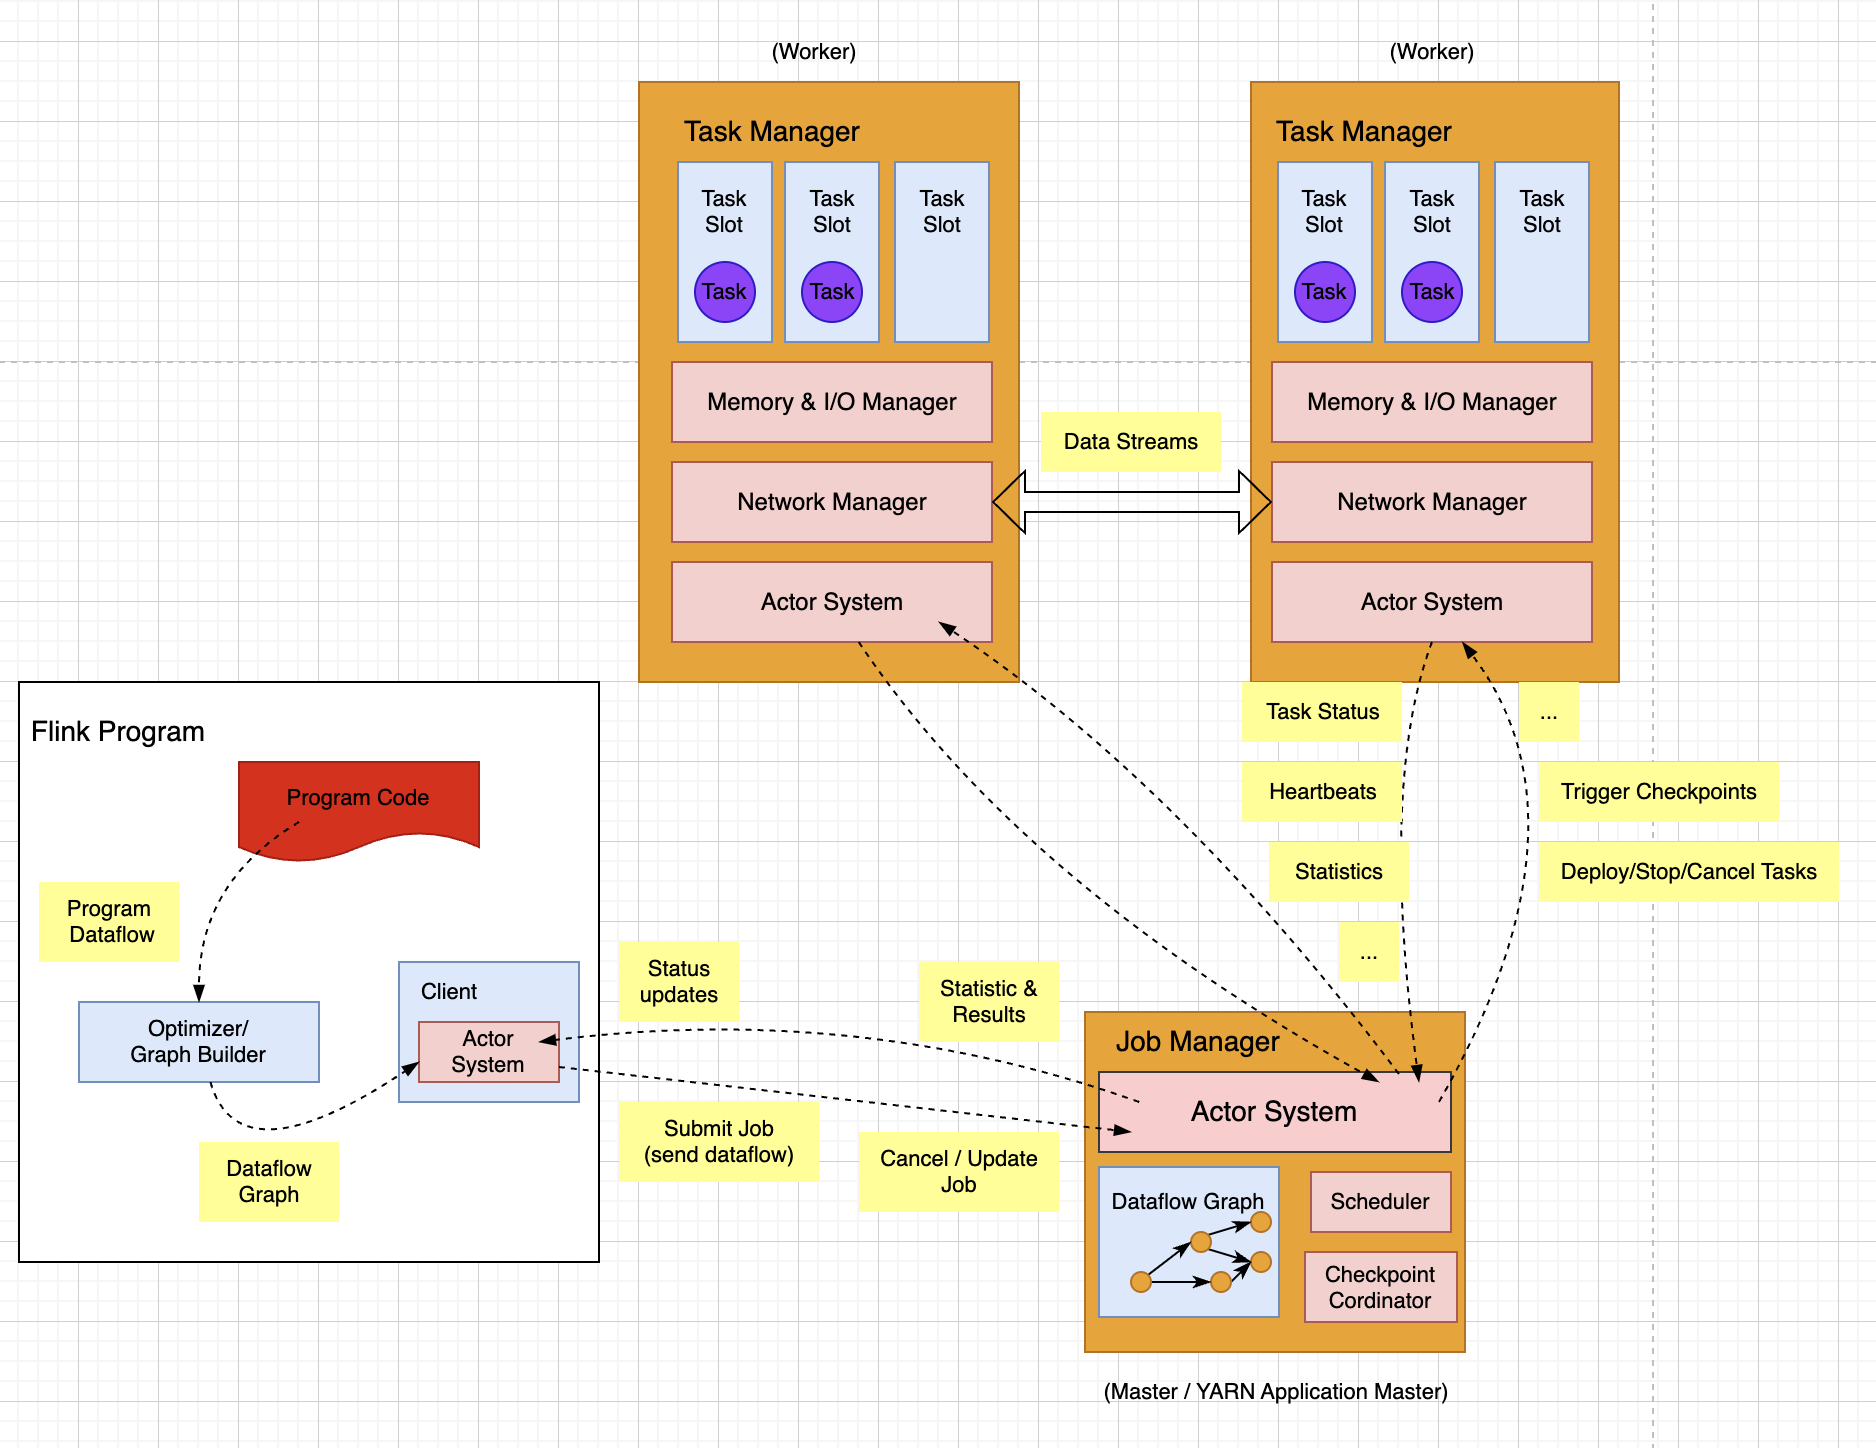 (Worker)
(Worker)
Task Manager
Task
Slot
Task
Slot
Task
Slot
Task
Task
Memory & I/O Manager
Network Manager
Actor System
Data Streams
Task Manager
Task
Slot
Task
Slot
Task
Slot
Task
Task
Memory & I/O Manager
Network Manager
Actor System
Task Status
...
Heartbeats
Trigger Checkpoints
Statistics
Deploy/Stop/Cancel Tasks
...
Flink Program
Program Code
Program
Dataflow
Optimizer/
Graph Builder
Client
Actor
System
Dataflow
Graph
Status
updates
Statistic &
Results
Submit Job
(send dataflow)
Cancel / Update
Job
Job Manager
Actor System
Dataflow Graph
Scheduler
Checkpoint
Cordinator
(Master / YARN Application Master)